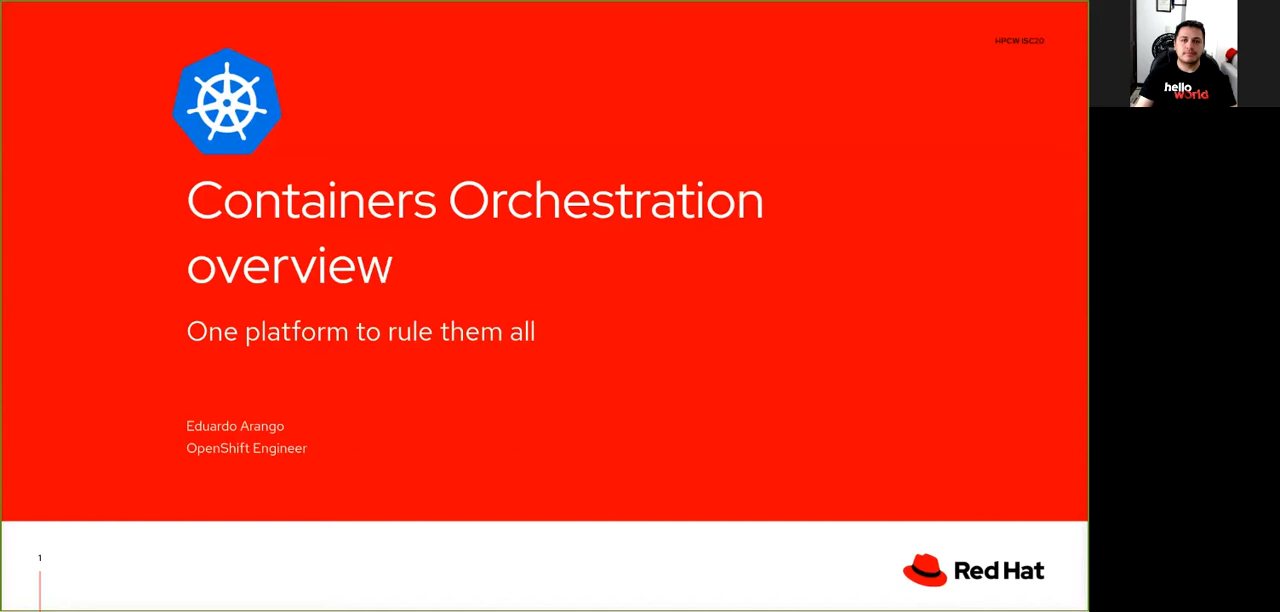 HPCW ISC20
Containers Orchestration
overview
One platform to rule them all
Eduardo Arango
OpenShift Engineer
1
Red Hat
hello
world